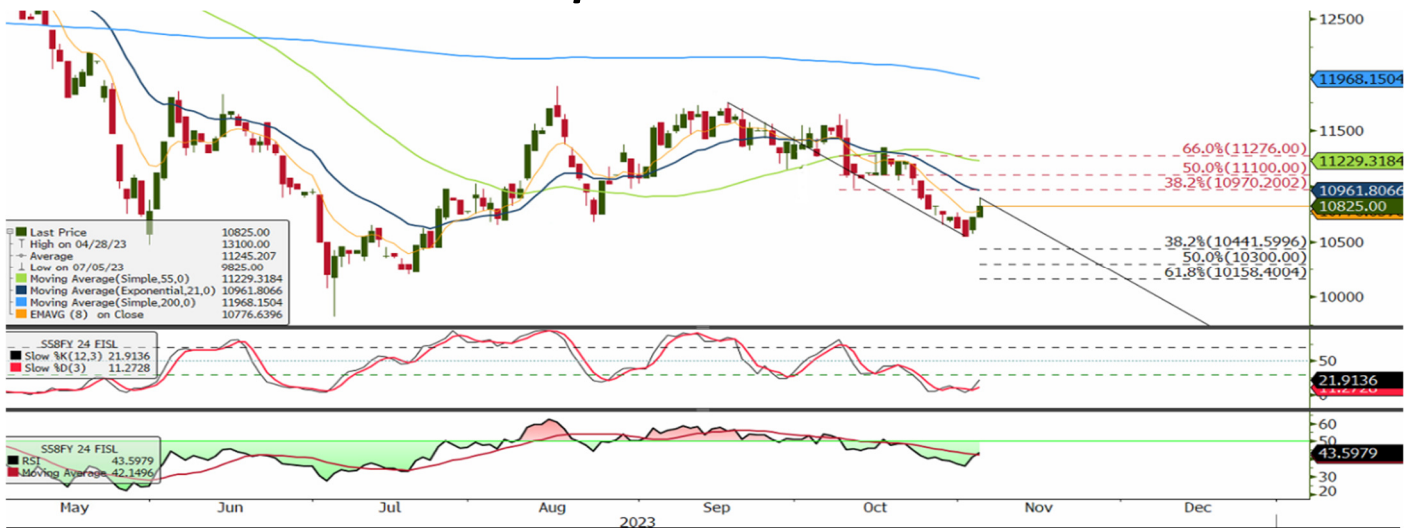 12500
11968.1504
11500
66.0%(11276.00)
11229.3184
50.0%(11100.00)
38.2%(10970.2002)
10961.8066
10825.00
10500
38.2%(10441.5996)
50.0%(10300.00)
61.8%(10158.4004)
10000
Last Price 10825.00
High on 04/28/23 13100.00
Average 11245.207
Low on 07/05/23 9825.00
Moving Average(Simple,55,0) 11229.3184
Moving Average(Exponential,21,0) 10961.8066
Moving Average(Simple,200,0) 11968.1504
EMAVG (8) on Close 10776.6396
S58FY 24 FISL
Slow %K(12,3) 21.9136
Slow %D(3) 11.2728
50
21.9136
11.2728
0
S58FY 24 FISL
RSI 43.5979
Moving Average 42.1496
60
50
43.5979
30
20
May Jun Jul Aug Sep Oct Nov Dec
2023